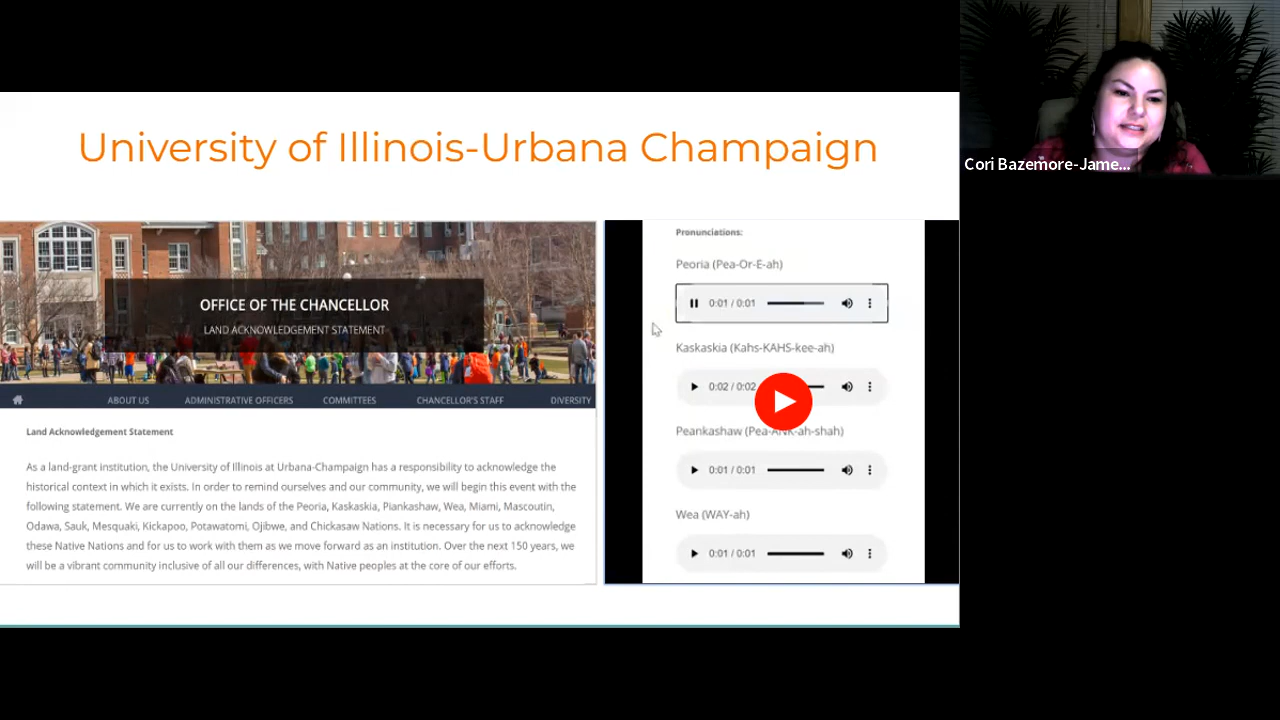 University of Illinois-Urbana Champaign
OFFICE OF THE CHANCELLOR
LAND ACKNOWLEDGEMENT STATEMENT
ABOUT US ADMINISTRATIVE OFFICERS COMMITTEES CHANCELLOR'S STAFF DIVERSITY
Land Acknowledgement Statement
As a land-grant institution, the University of Illinois at Urbana-Champaign has a responsibility to acknowledge the
historical context in which it exists. In order to remind ourselves and our community, we will begin this event with the
following statement. We are currently on the lands of the Peoria, Kaskaskia, Piankashaw, Wea, Miami, Mascoutin,
Odawa, Sauk, Mesquaki, Kickapoo, Potawatomi, Ojibwe, and Chickasaw Nations. It is necessary for us to acknowledge
these Native Nations and for us to work with them as we move forward as an institution. Over the next 150 years, we
will be a vibrant community inclusive of all our differences, with Native peoples at the core of our efforts.
Pronunciations:
Peoria (Pea-Or-E-ah)
0:01 / 0:01
Kaskaskia (Kahs-KAHS-kee-ah)
0:02 / 0:02
Peankashaw (Pea-ANK-ah-shah)
0:01 / 0:01
Wea (WAY-ah)
0:01 / 0:01
Cori Bazemore-Jame...